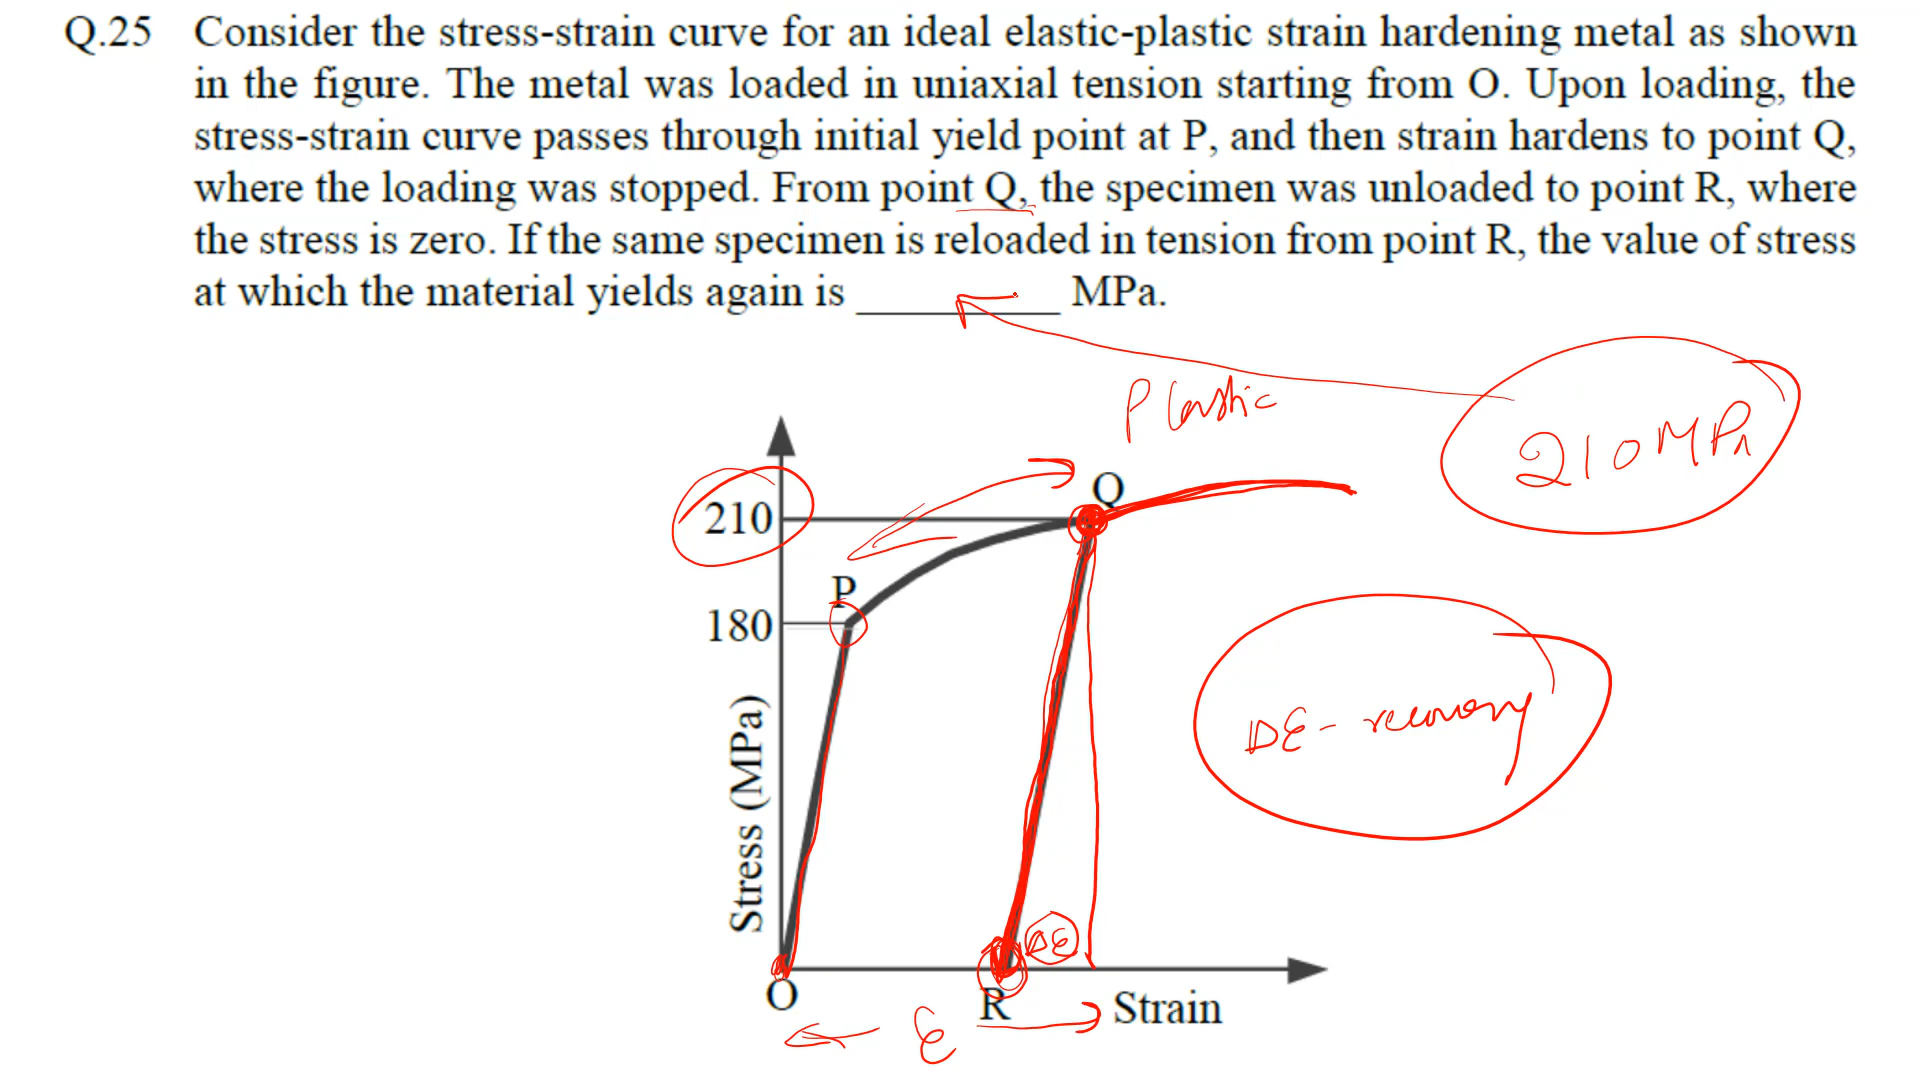 Q.25 Consider the stress-strain curve for an ideal elastic-plastic strain hardening metal as shown
in the figure. The metal was loaded in uniaxial tension starting from O. Upon loading, the
stress-strain curve passes through initial yield point at P, and then strain hardens to point Q,
where the loading was stopped. From point Q, the specimen was unloaded to point R, where
the stress is zero. If the same specimen is reloaded in tension from point R, the value of stress
at which the material yields again is ________ MPa.
Plastic
210MPa
Q
210
P
180
Δε - recovery
Stress (MPa)
Δε
O
R
Strain
ε